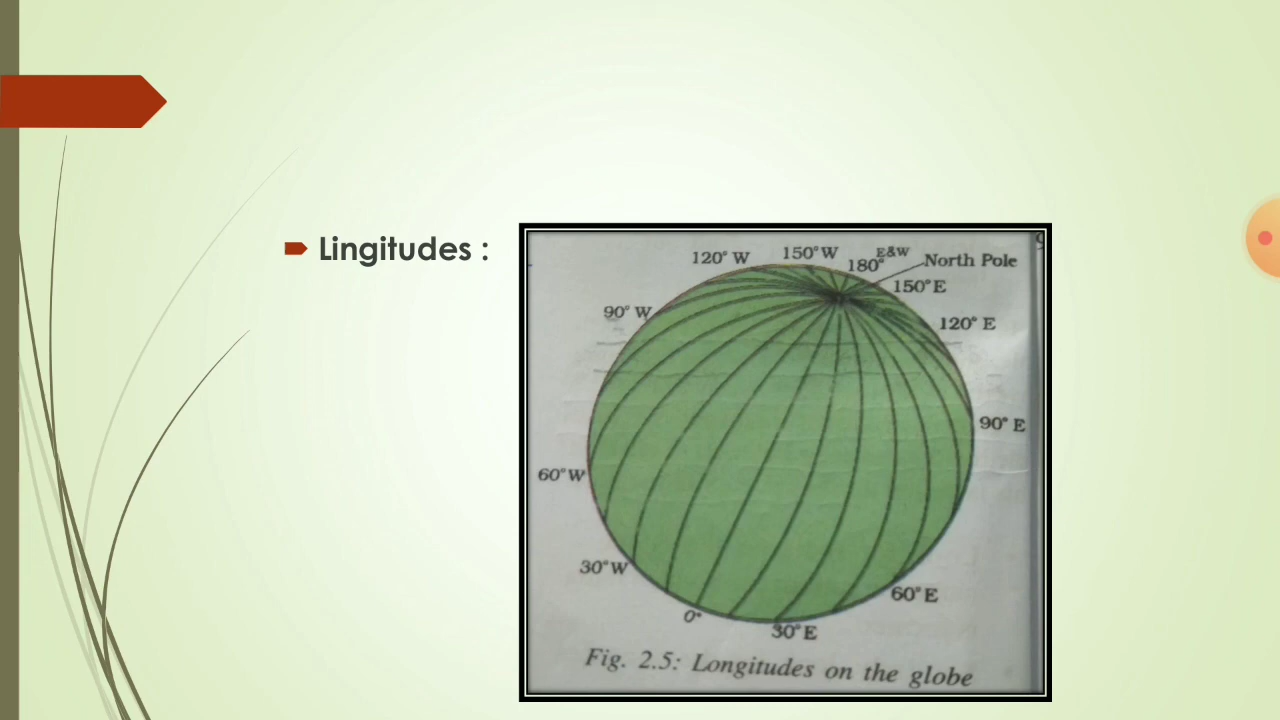 Lingitudes :
120° W
150°W
180°
E&W
North Pole
150°E
120° E
90° W
90° E
60°W
30°W
60°E
0°
30°E
Fig. 2.5: Longitudes on the globe